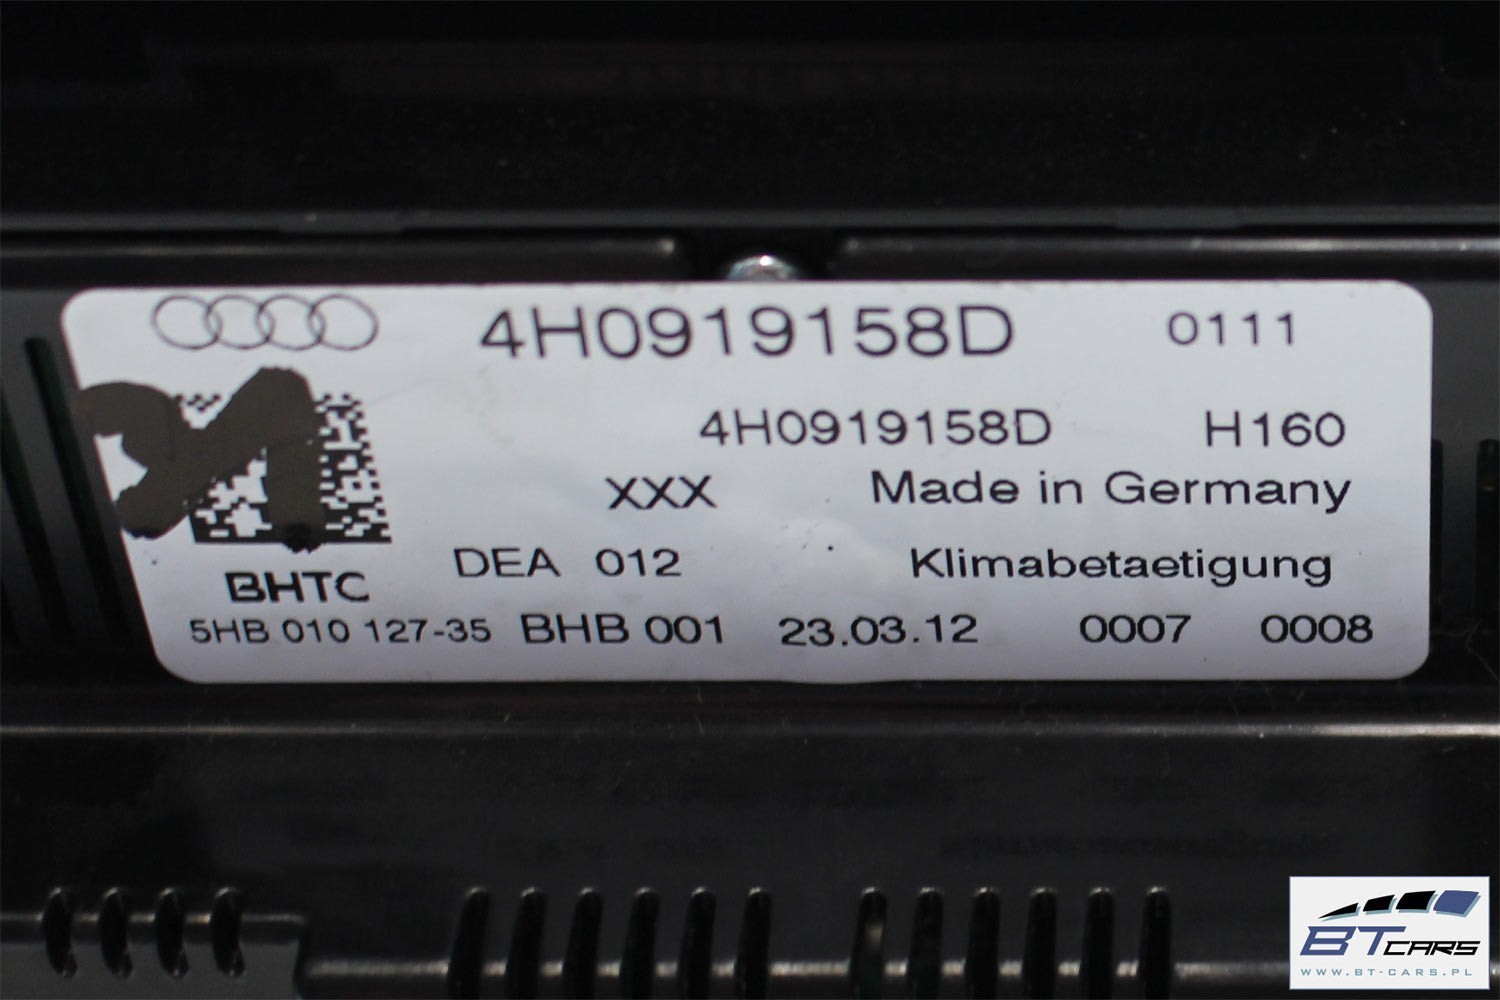 4H0919158D 0111
4H0919158D H160
XXX Made in Germany
DEA 012 Klimabetaetigung
BHTC
5HB 010 127-35 BHB 001 23.03.12 0007 0008
BT CARS
WWW.BT-CARS.PL